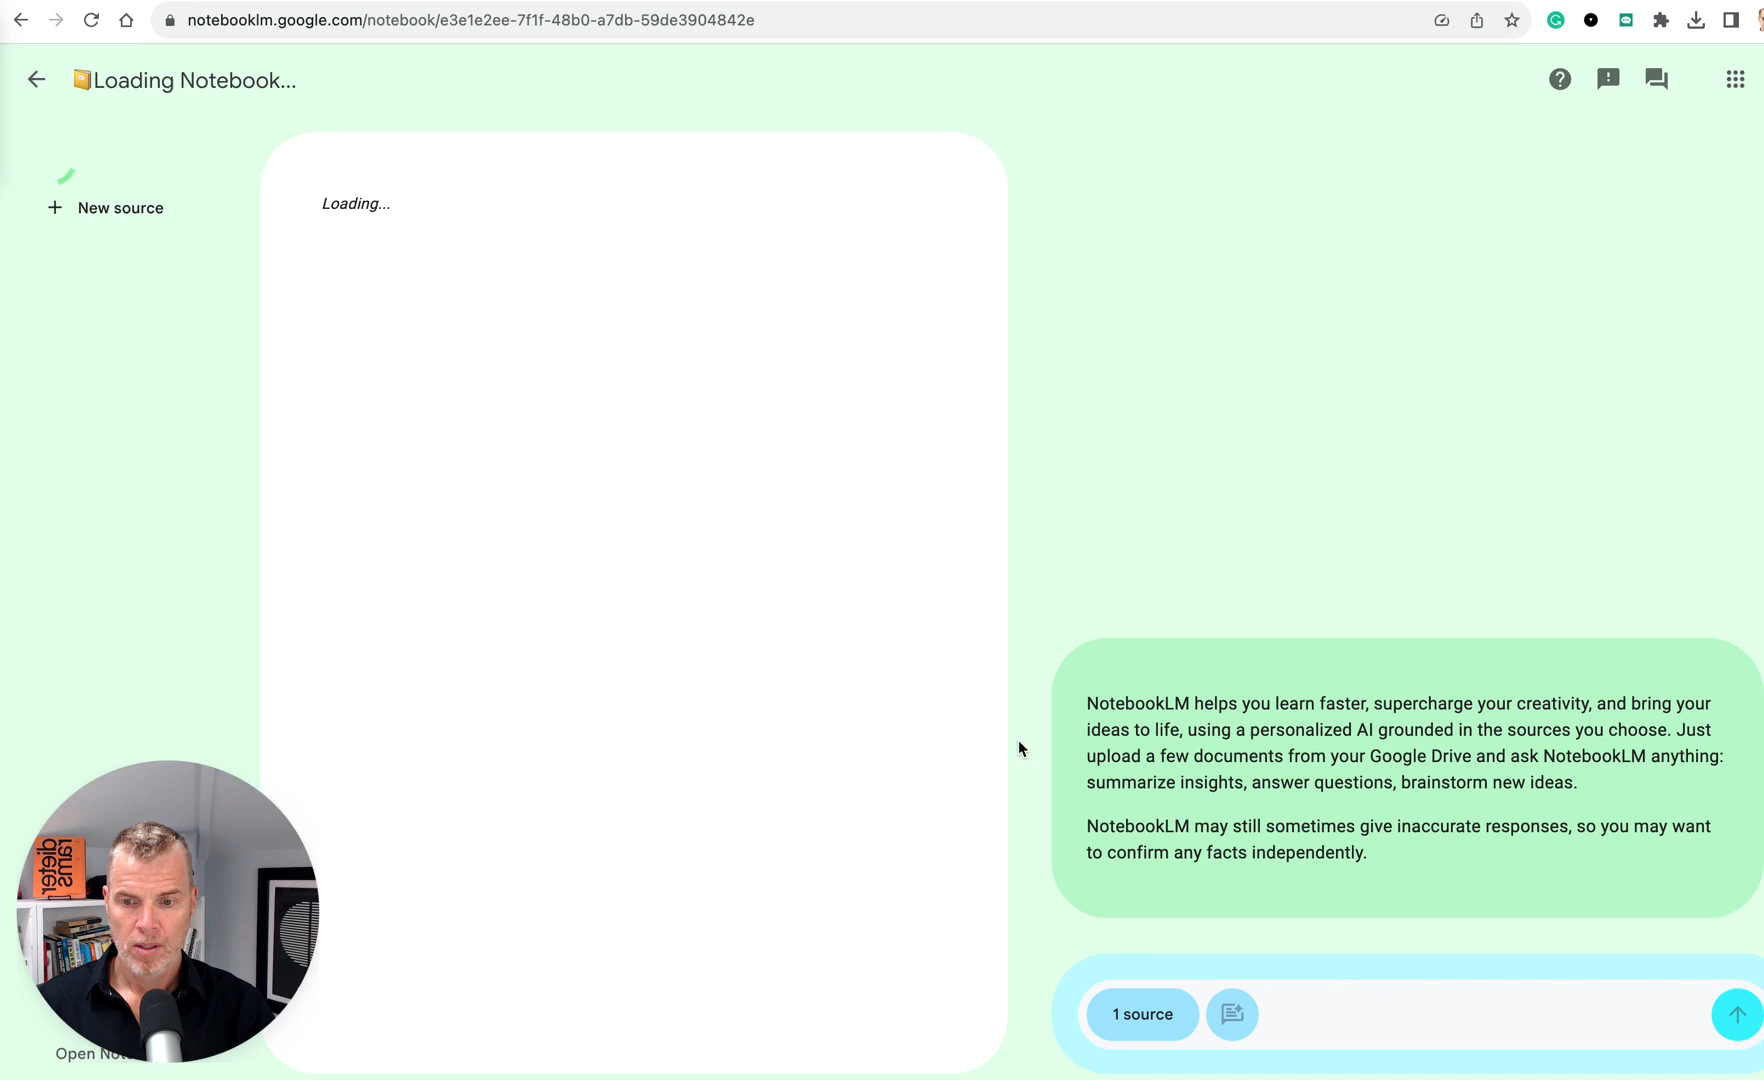 notebooklm.google.com/notebook/e3e1e2ee-7f1f-48b0-a7db-59de3904842e
Loading Notebook...
New source
Loading...
NotebookLM helps you learn faster, supercharge your creativity, and bring your
ideas to life, using a personalized AI grounded in the sources you choose. Just
upload a few documents from your Google Drive and ask NotebookLM anything:
summarize insights, answer questions, brainstorm new ideas.
NotebookLM may still sometimes give inaccurate responses, so you may want
to confirm any facts independently.
1 source
rams
dieter
Open